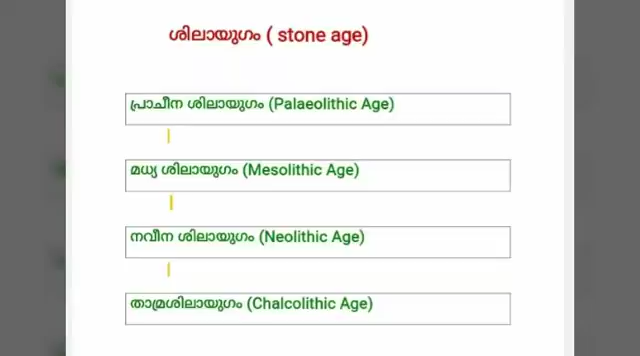 ശിലായുഗം ( stone age)
പ്രാചീന ശിലായുഗം (Palaeolithic Age)
മധ്യ ശിലായുഗം (Mesolithic Age)
നവീന ശിലായുഗം (Neolithic Age)
താമ്രശിലായുഗം (Chalcolithic Age)